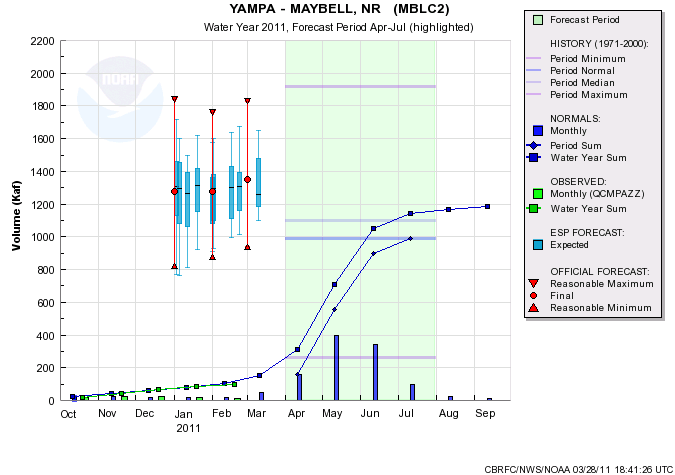 YAMPA - MAYBELL, NR (MBLC2)
Water Year 2011, Forecast Period Apr-Jul (highlighted)
Volume (Kaf)
2200
2000
1800
1600
1400
1200
1000
800
600
400
200
0
NOAA
Oct Nov Dec Jan Feb Mar Apr May Jun Jul Aug Sep
2011
Forecast Period
HISTORY (1971-2000):
Period Minimum
Period Normal
Period Median
Period Maximum
NORMALS:
Monthly
Period Sum
Water Year Sum
OBSERVED:
Monthly (QCMPAZZ)
Water Year Sum
ESP FORECAST:
Expected
OFFICIAL FORECAST:
Reasonable Maximum
Final
Reasonable Minimum
CBRFC/NWS/NOAA 03/28/11 18:41:26 UTC